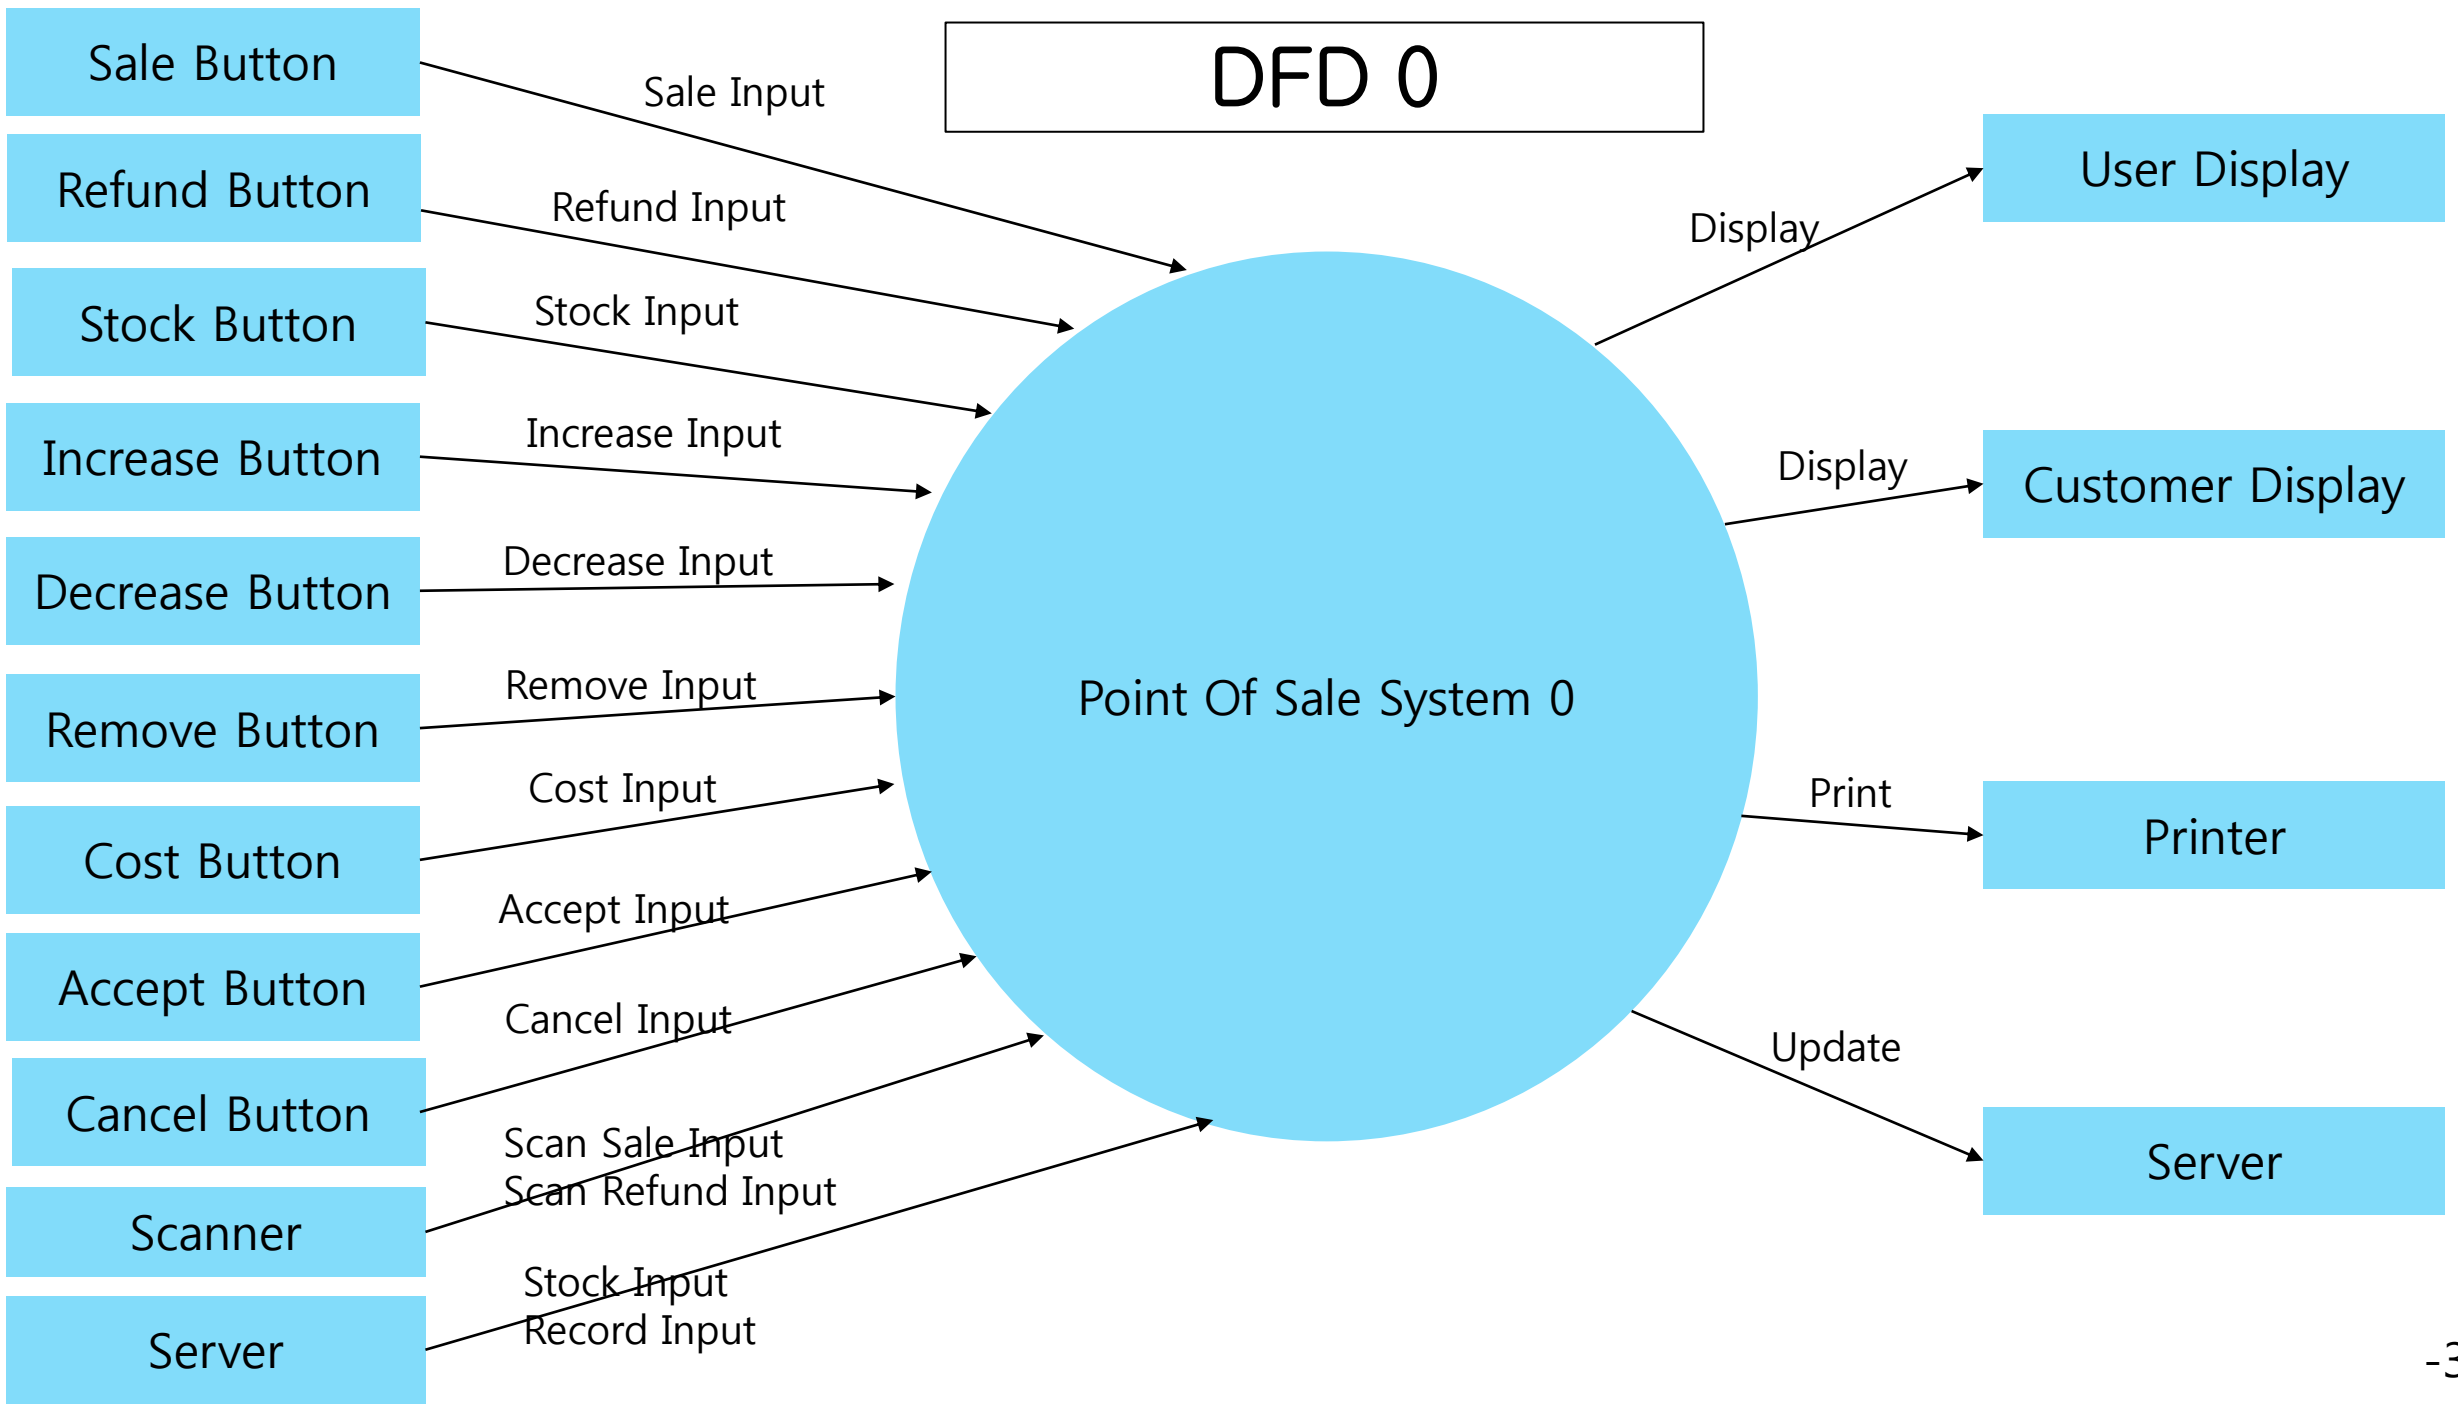 DFD 0
Sale Button
Sale Input
Refund Button
Refund Input
Stock Button
Stock Input
Increase Button
Increase Input
Decrease Button
Decrease Input
Remove Button
Remove Input
Cost Button
Cost Input
Accept Button
Accept Input
Cancel Button
Cancel Input
Scanner
Scan Sale Input
Scan Refund Input
Server
Stock Input
Record Input
Point Of Sale System 0
Display
User Display
Display
Customer Display
Print
Printer
Update
Server
-3